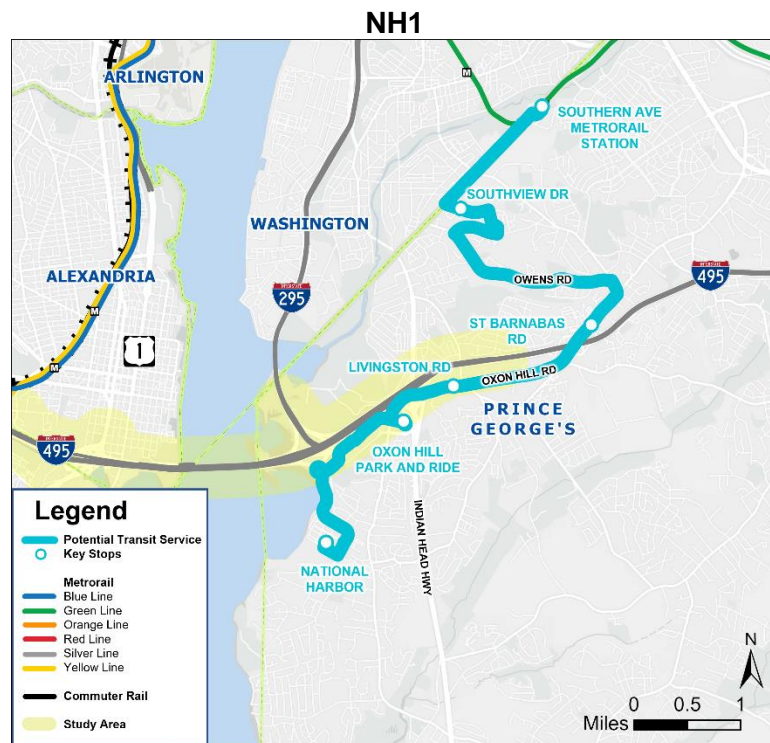 NH1
ARLINGTON
M
SOUTHERN AVE
METRORAIL
STATION
SOUTHVIEW DR
WASHINGTON
ALEXANDRIA
INTERSTATE
295
OWENS RD
INTERSTATE
495
M
1
ST BARNABAS
RD
LIVINGSTON RD
OXON HILL RD
M
PRINCE
GEORGE'S
INTERSTATE
495
OXON HILL
PARK AND RIDE
INDIAN HEAD HWY
NATIONAL
HARBOR
Legend
Potential Transit Service
Key Stops
Metrorail
Blue Line
Green Line
Orange Line
Red Line
Silver Line
Yellow Line
Commuter Rail
Study Area
N
0 0.5 1
Miles